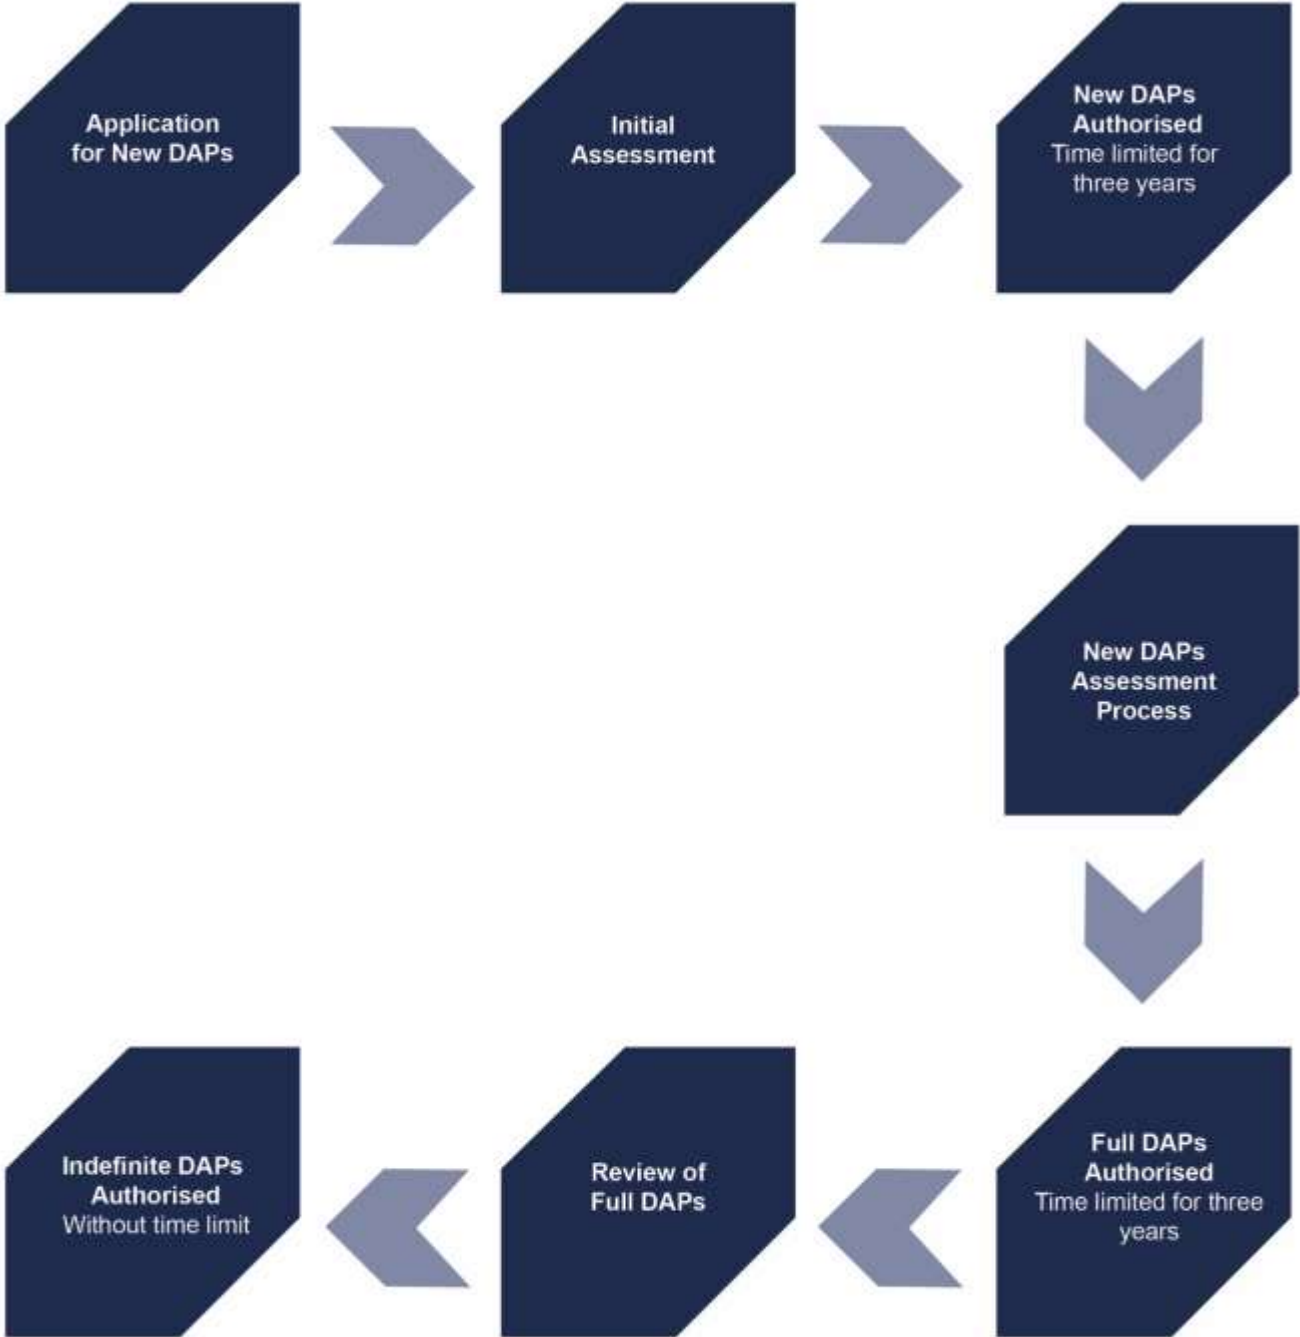 Application
for New DAPs
Initial
Assessment
New DAPs
Authorised
Time limited for
three years
New DAPs
Assessment
Process
Full DAPs
Authorised
Time limited for three
years
Review of
Full DAPs
Indefinite DAPs
Authorised
Without time limit